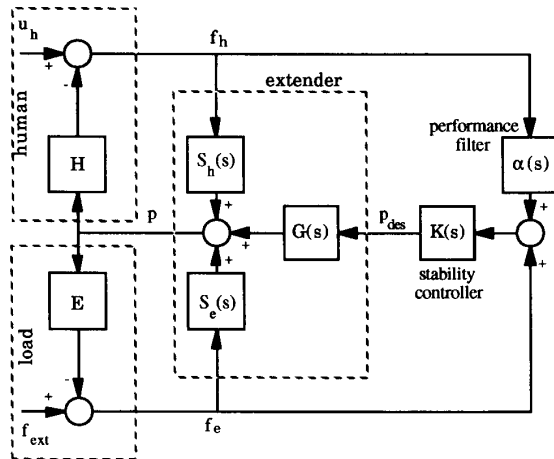 u_h
+
-
f_h
human
H
extender
S_h(s)
+
performance
filter
α(s)
+
p
+
G(s)
p_des
K(s)
+
stability
controller
+
E
S_e(s)
load
-
+
f_ext
f_e